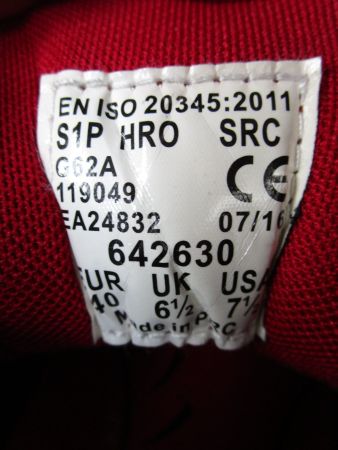 EN ISO 20345:2011
S1P HRO SRC
G62A CE
119049
EA24832 07/16
642630
EUR UK USA
40 6½ 7½
Made in PRC